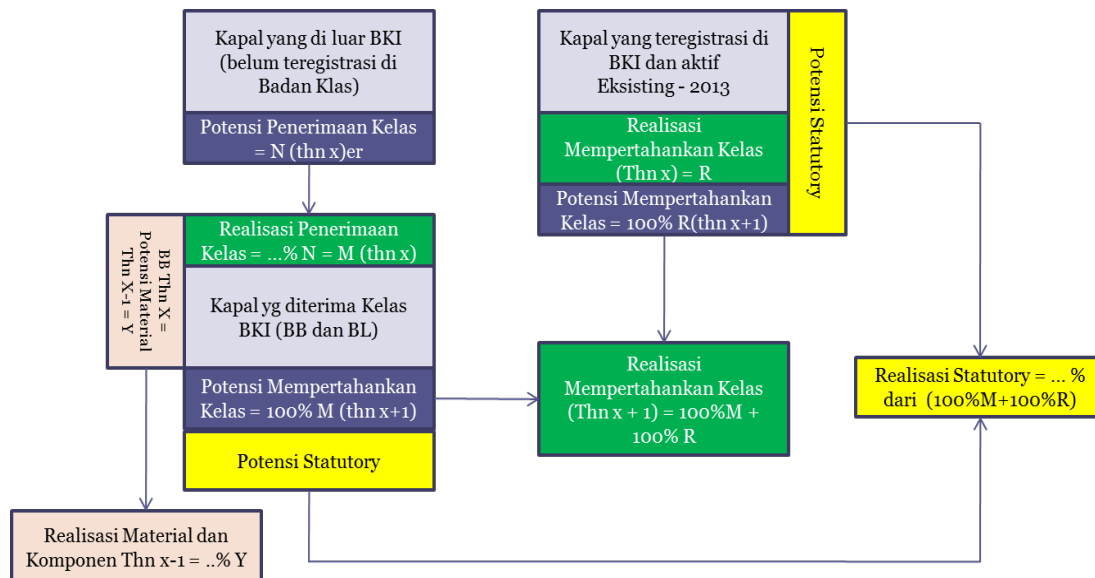 Kapal yang di luar BKI
(belum teregistrasi di
Badan Klas)
Potensi Penerimaan Kelas
= N (thn x)er
Kapal yang teregistrasi di
BKI dan aktif
Eksisting - 2013
Realisasi
Mempertahankan Kelas
(Thn x) = R
Potensi Mempertahankan
Kelas = 100% R(thn x+1)
Potensi Statutory
BB Thn X =
Potensi Material
Thn X-1 = Y
Realisasi Penerimaan
Kelas = ...% N = M (thn x)
Kapal yg diterima Kelas
BKI (BB dan BL)
Potensi Mempertahankan
Kelas = 100% M (thn x+1)
Potensi Statutory
Realisasi
Mempertahankan Kelas
(Thn x + 1) = 100%M +
100% R
Realisasi Statutory = ... %
dari (100%M+100%R)
Realisasi Material dan
Komponen Thn x-1 = ..% Y